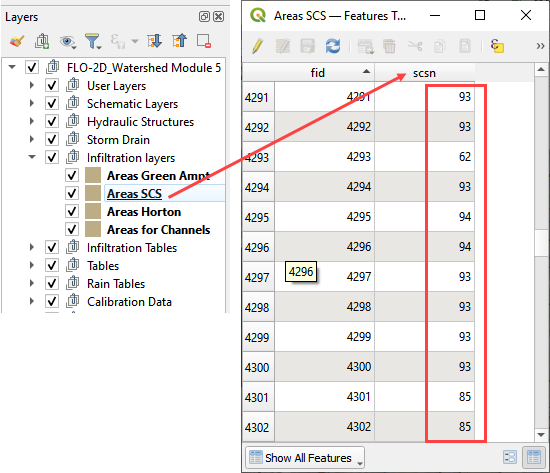 Layers
FLO-2D_Watershed Module 5
User Layers
Schematic Layers
Hydraulic Structures
Storm Drain
Infiltration layers
Areas Green Ampt
Areas SCS
Areas Horton
Areas for Channels
Infiltration Tables
Tables
Rain Tables
Calibration Data
Areas SCS — Features T...
fid scsn
4291 4291 93
4292 4292 93
4293 4293 62
4294 4294 93
4295 4295 94
4296 4296 94
4296
4297 4297 93
4298 4298 93
4299 4299 93
4300 4300 93
4301 4301 85
4302 4302 85
Show All Features